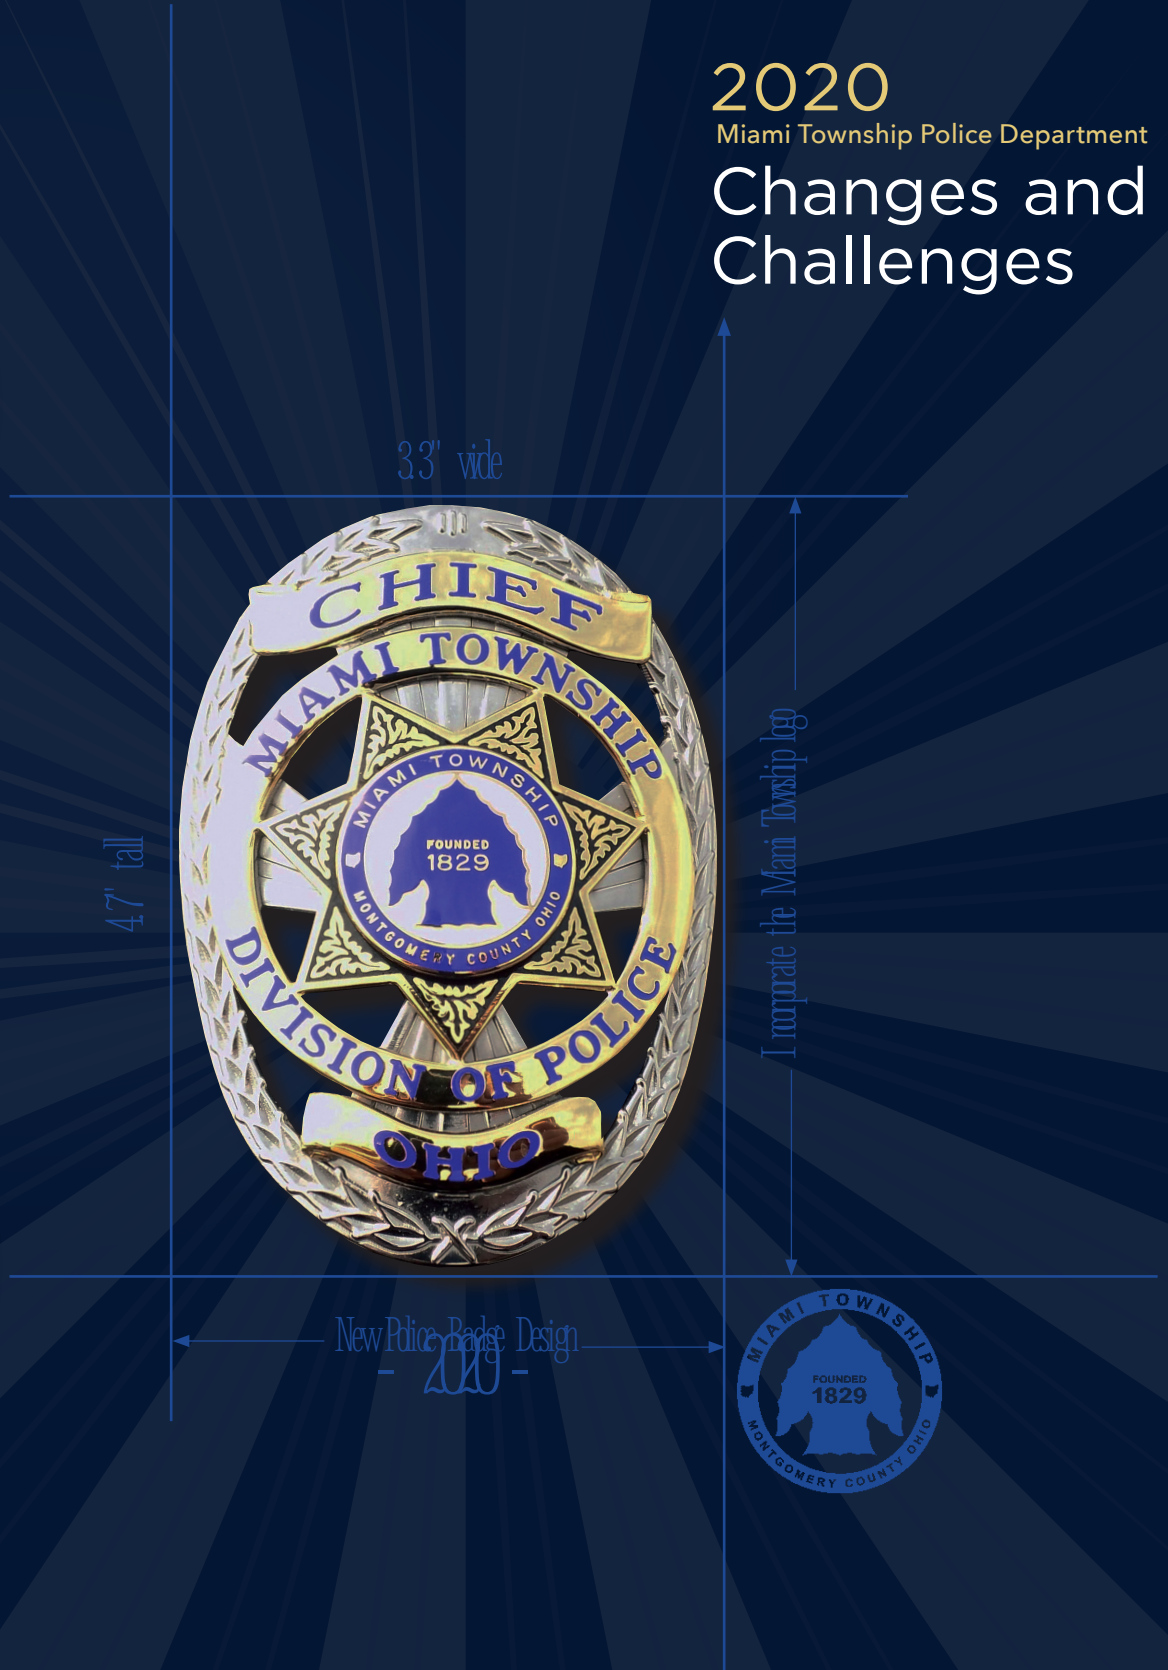 2020
Miami Township Police Department
Changes and
Challenges
3.3" wide
CHIEF
MIAMI TOWNSHIP
MIAMI TOWNSHIP
FOUNDED
1829
MONTGOMERY COUNTY OHIO
DIVISION OF POLICE
OHIO
4.7" tall
Incorporate the Miami Township logo
New Police Badge Design
- 2020 -
MIAMI TOWNSHIP
FOUNDED
1829
MONTGOMERY COUNTY OHIO